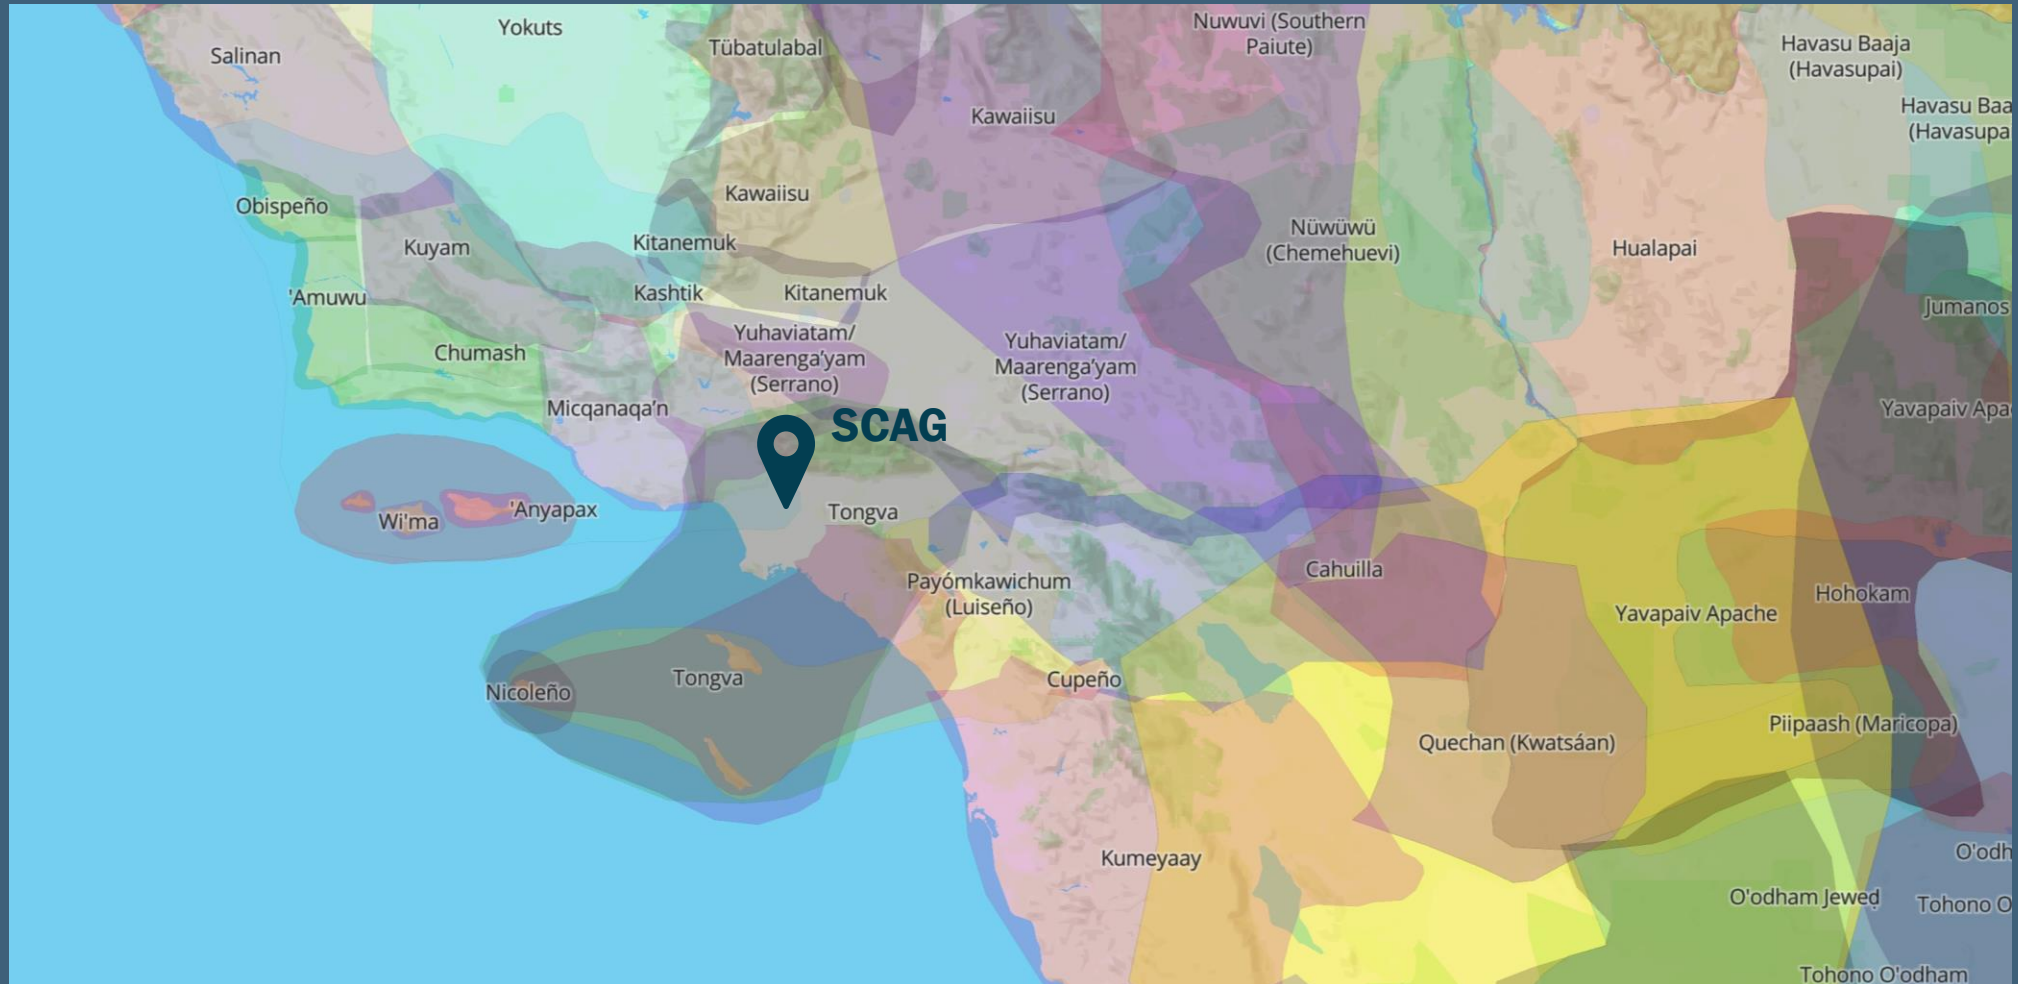 Yokuts
Salinan
Tübatulabal
Nuwuvi (Southern
Paiute)
Havasu Baaja
(Havasupai)
Kawaiisu
Havasu Baa
(Havasupa
Kawaiisu
Obispeño
Kuyam
Kitanemuk
Nüwüwü
(Chemehuevi)
Hualapai
'Amuwu
Kashtik
Kitanemuk
Jumanos
Yuhaviatam/
Maarenga'yam
(Serrano)
Yuhaviatam/
Maarenga'yam
(Serrano)
Chumash
Micqanaqa'n
Yavapaiv Apa
SCAG
Wi'ma
'Anyapax
Tongva
Cahuilla
Payómkawichum
(Luiseño)
Yavapaiv Apache
Hohokam
Tongva
Nicoleño
Cupeño
Quechan (Kwatsáan)
Piipaash (Maricopa)
Kumeyaay
O'odh
O'odham Jeweḍ
Tohono O
Tohono O'odham